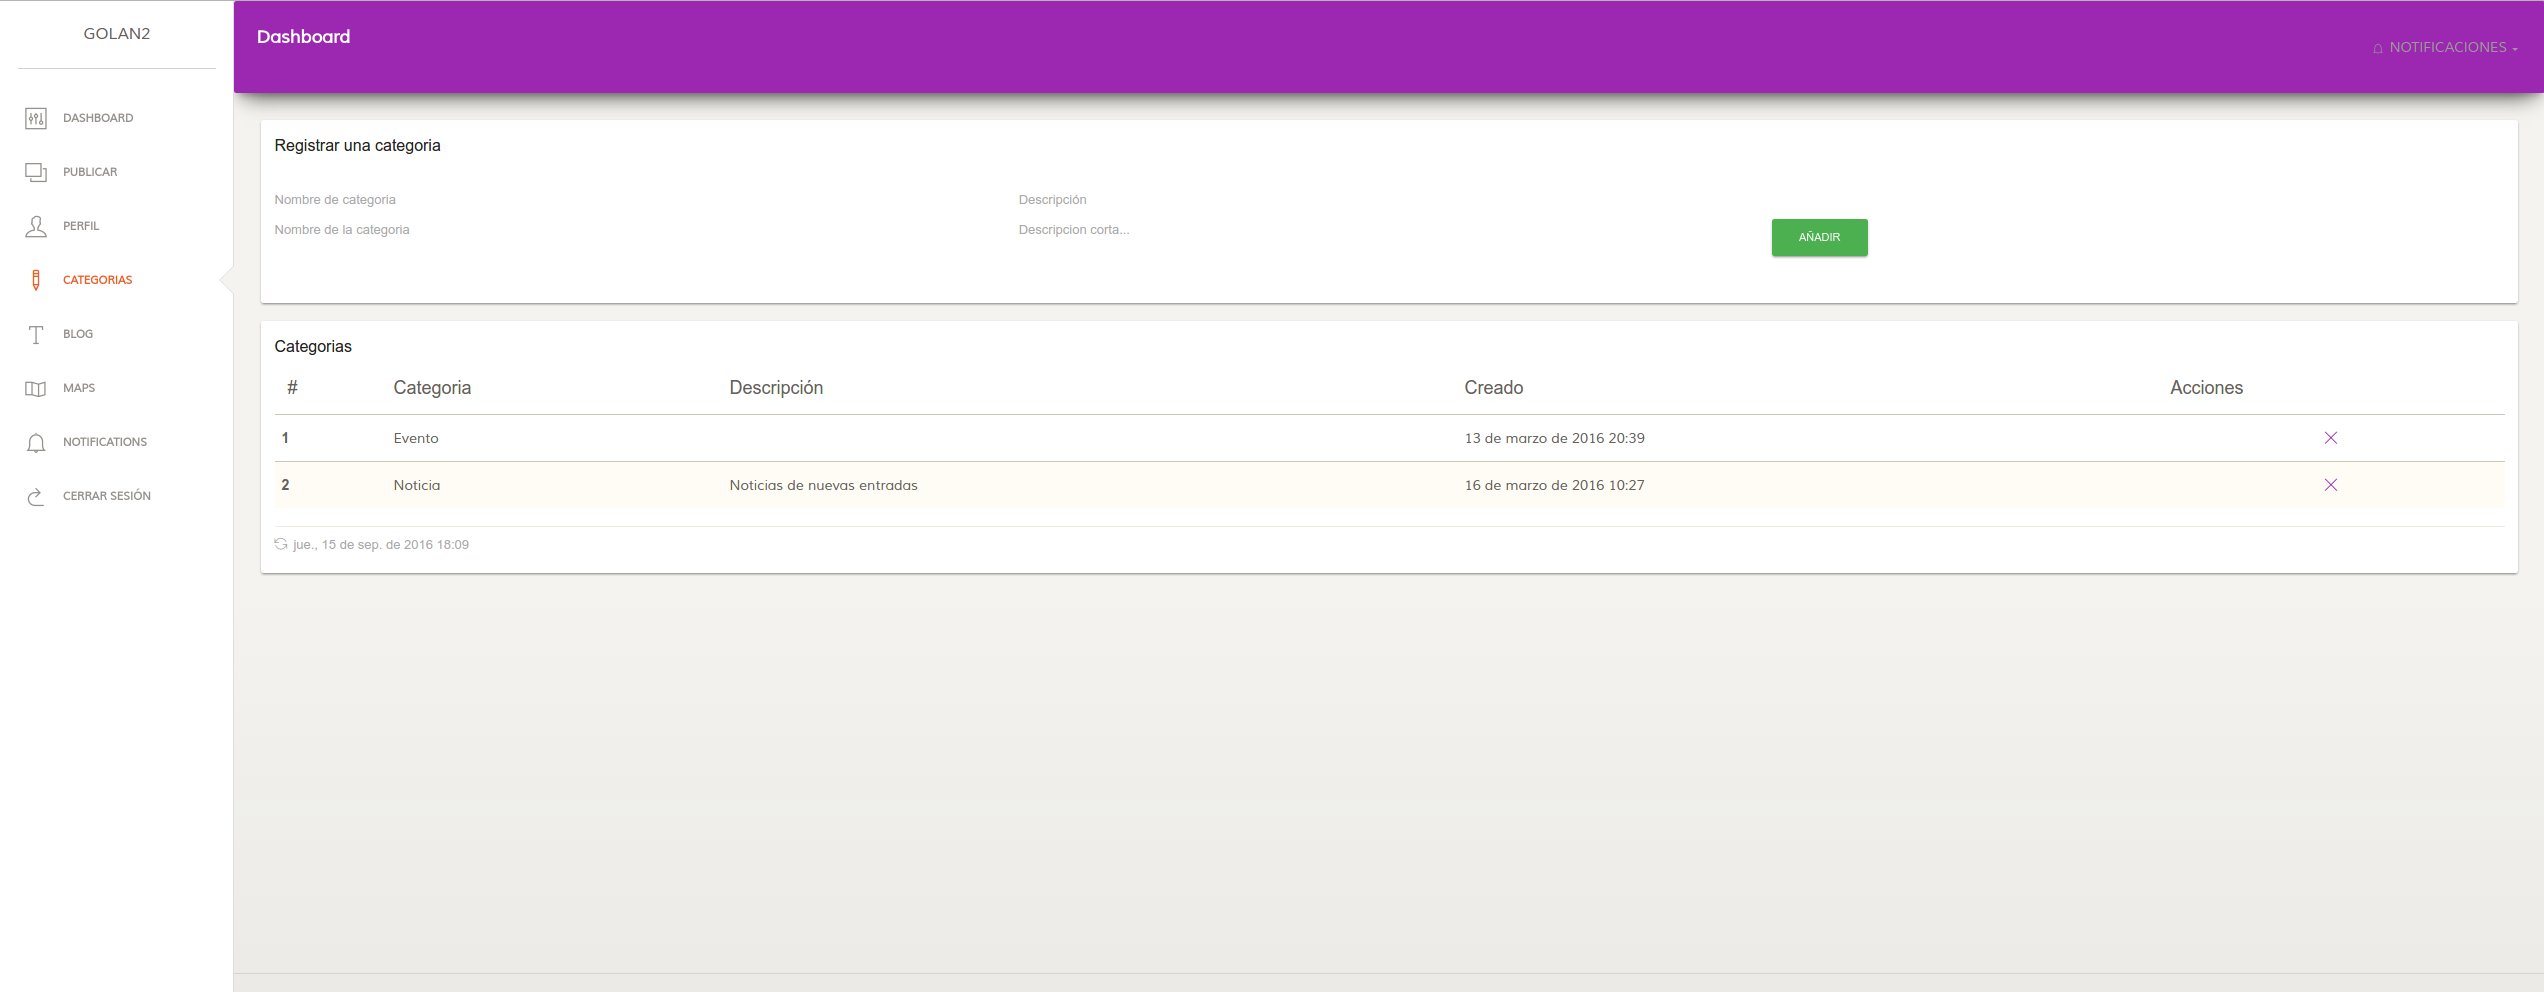 GOLAN2
DASHBOARD
PUBLICAR
PERFIL
CATEGORIAS
BLOG
MAPS
NOTIFICATIONS
CERRAR SESIÓN
Dashboard
NOTIFICACIONES
Registrar una categoria
Nombre de categoria Descripción
Nombre de la categoria Descripcion corta... AÑADIR
Categorias
# Categoria Descripción Creado Acciones
1 Evento 13 de marzo de 2016 20:39
2 Noticia Noticias de nuevas entradas 16 de marzo de 2016 10:27
jue., 15 de sep. de 2016 18:09